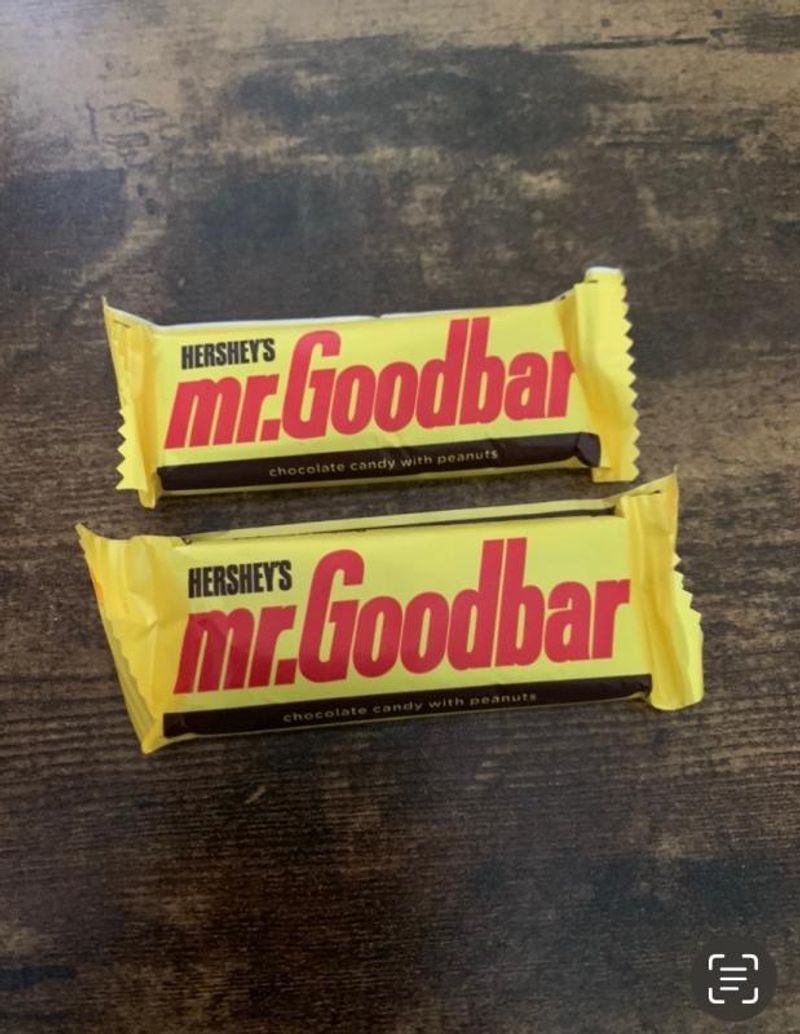 HERSHEY'S
mr.Goodbar
chocolate candy with peanuts
HERSHEY'S
mr.Goodbar
chocolate candy with peanuts